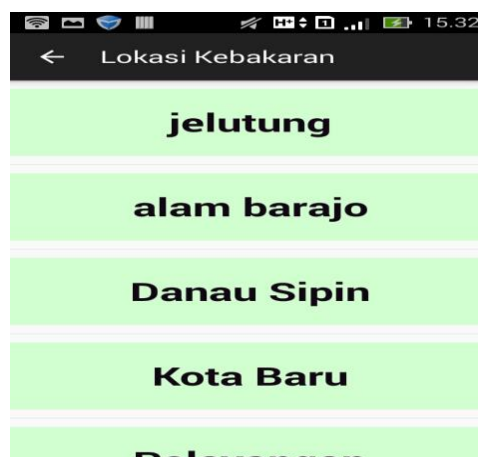 15.32
Lokasi Kebakaran
jelutung
alam barajo
Danau Sipin
Kota Baru